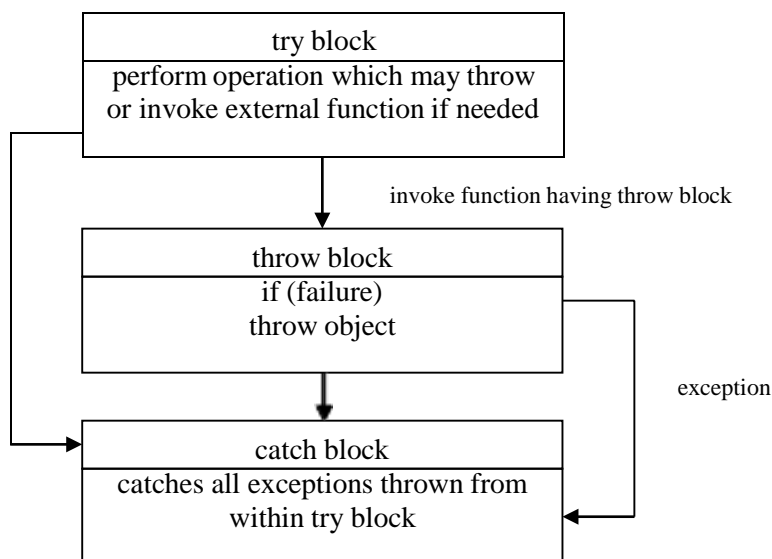 try block
perform operation which may throw
or invoke external function if needed
invoke function having throw block
throw block
if (failure)
throw object
exception
catch block
catches all exceptions thrown from
within try block